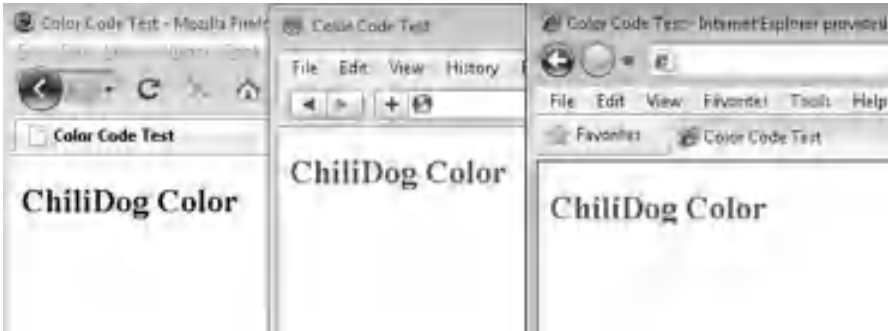 Color Code Test - Mozilla Firefo
Color Code Test
ChiliDog Color
Color Code Test
File Edit View History
ChiliDog Color
Color Code Test - Internet Explorer provided
File Edit View Favorites Tools Help
Favorites Color Code Test
ChiliDog Color